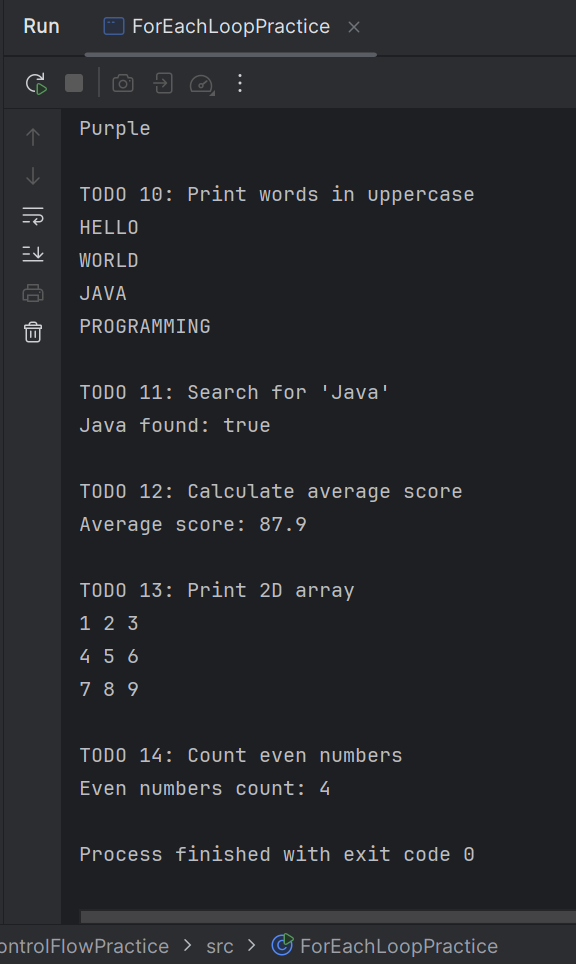 Run ForEachLoopPractice
Purple
TODO 10: Print words in uppercase
HELLO
WORLD
JAVA
PROGRAMMING
TODO 11: Search for 'Java'
Java found: true
TODO 12: Calculate average score
Average score: 87.9
TODO 13: Print 2D array
1 2 3
4 5 6
7 8 9
TODO 14: Count even numbers
Even numbers count: 4
Process finished with exit code 0
ontrolFlowPractice > src > ForEachLoopPractice